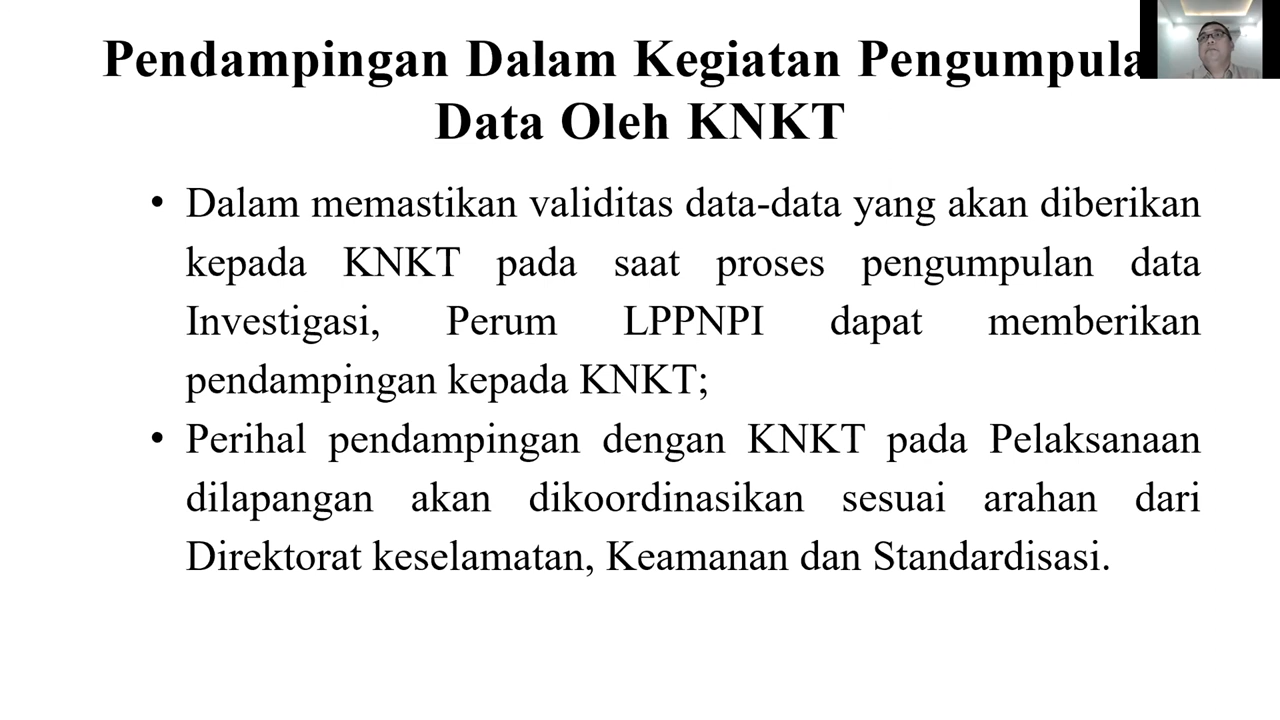 Pendampingan Dalam Kegiatan
Data Oleh KNKT
• Dalam memastikan validitas data-data yang akan diberikan
kepada KNKT pada saat proses pengumpulan data
Investigasi, Perum LPPNPI dapat memberikan
pendampingan kepada KNKT;
• Perihal pendampingan dengan KNKT pada Pelaksanaan
dilapangan akan dikoordinasikan sesuai arahan dari
Direktorat keselamatan, Keamanan dan Standardisasi.